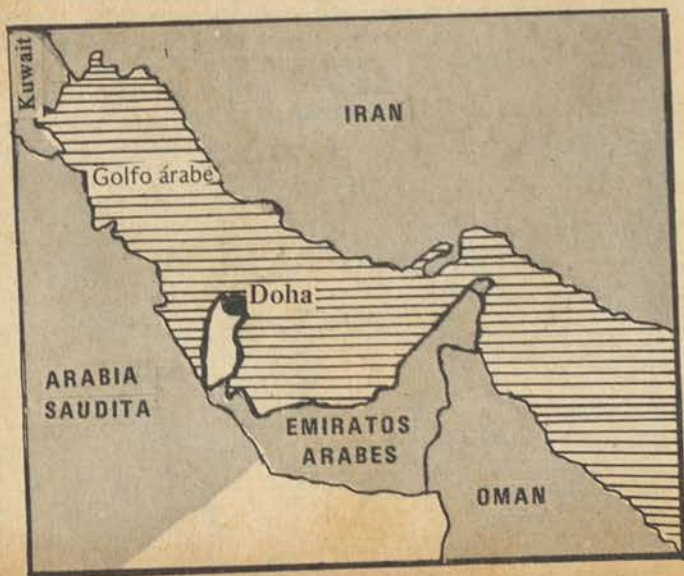 Kuwait
IRAN
Golfo árabe
Doha
ARABIA
SAUDITA
EMIRATOS
ARABES
OMAN